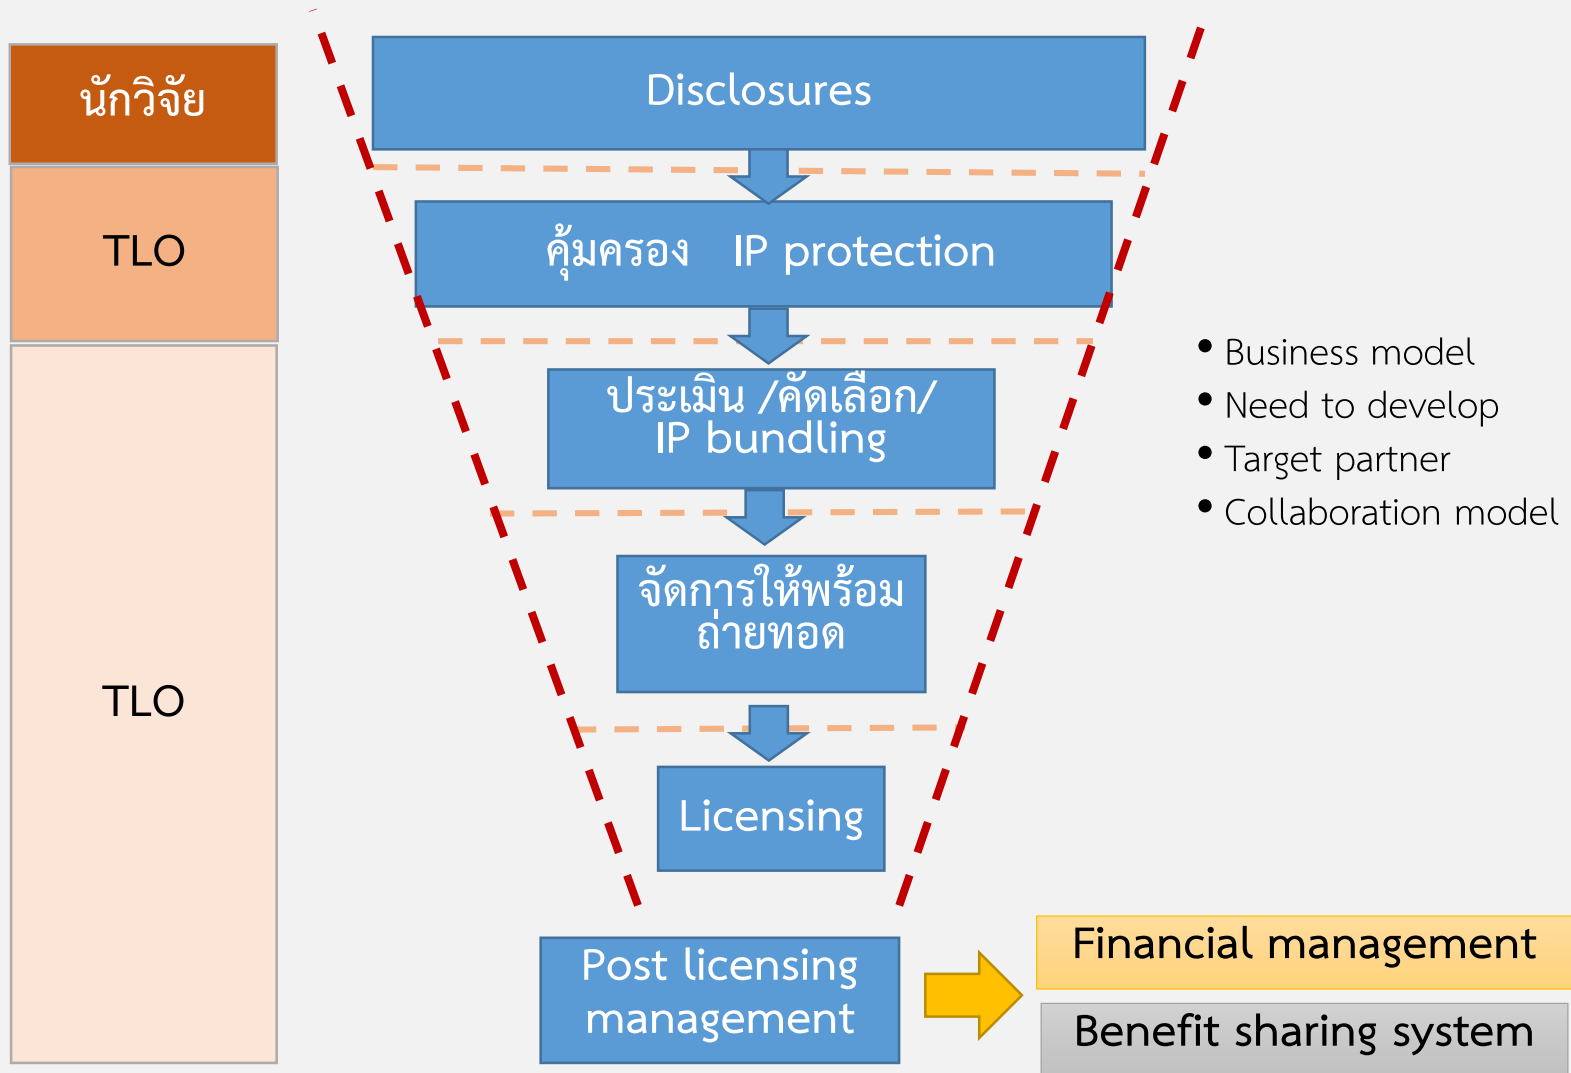 นักวิจัย
Disclosures
TLO
คุ้มครอง IP protection
ประเมิน /คัดเลือก/
IP bundling
• Business model
• Need to develop
• Target partner
• Collaboration model
TLO
จัดการให้พร้อม
ถ่ายทอด
Licensing
Post licensing
management
Financial management
Benefit sharing system